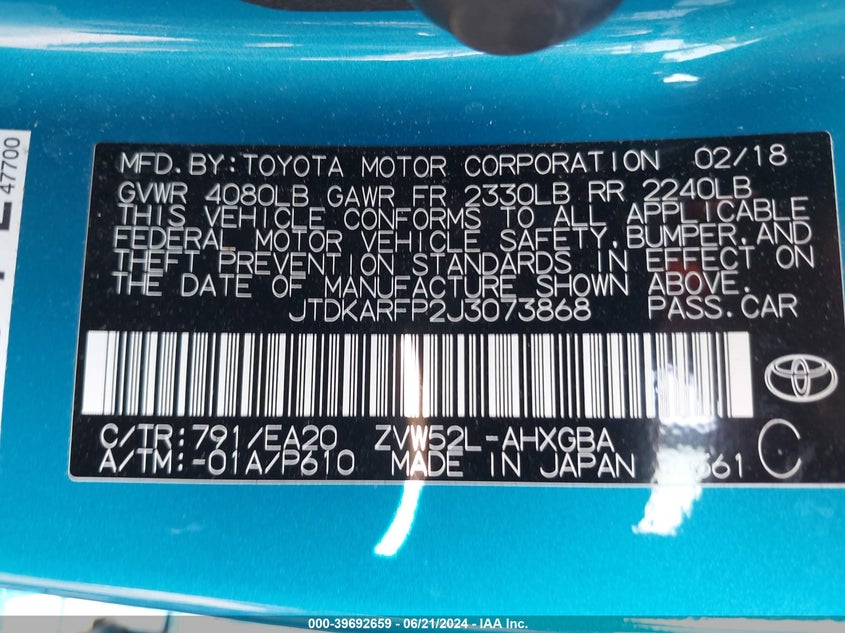 47700
MFD.BY:TOYOTA MOTOR CORPORATION 02/18
GVWR 4080LB GAWR FR 2330LB RR 2240LB
THIS VEHICLE CONFORMS TO ALL APPLICABLE
FEDERAL MOTOR VEHICLE SAFETY,BUMPER,AND
THEFT PREVENTION STANDARDS IN EFFECT ON
THE DATE OF MANUFACTURE SHOWN ABOVE.
JTDKARFP2J3073868 PASS.CAR
C/TR:791/EA20 ZVW52L-AHXGBA
A/TM:-01A/P610 MADE IN JAPAN
C
000-39692659 - 06/21/2024 - IAA Inc.